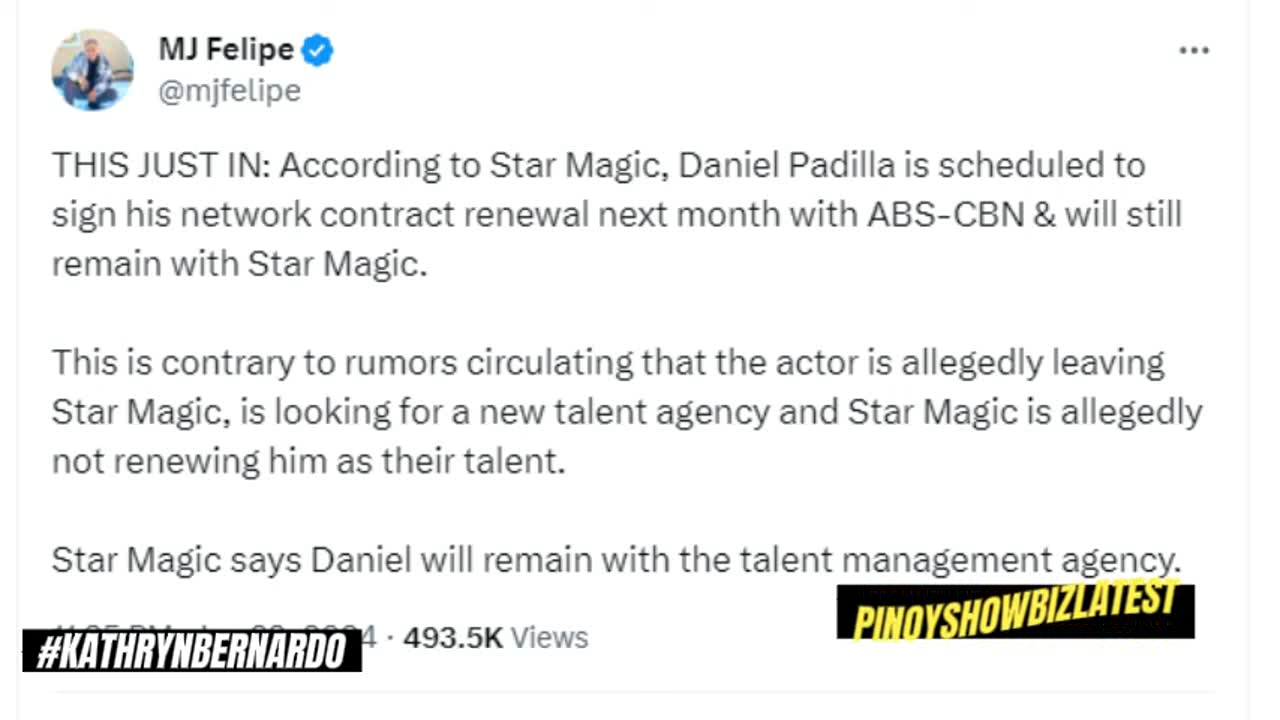 MJ Felipe
@mjfelipe
THIS JUST IN: According to Star Magic, Daniel Padilla is scheduled to
sign his network contract renewal next month with ABS-CBN & will still
remain with Star Magic.
This is contrary to rumors circulating that the actor is allegedly leaving
Star Magic, is looking for a new talent agency and Star Magic is allegedly
not renewing him as their talent.
Star Magic says Daniel will remain with the talent management agency.
PINOYSHOWBIZLATEST
· 493.5K Views
#KATHRYNBERNARDO